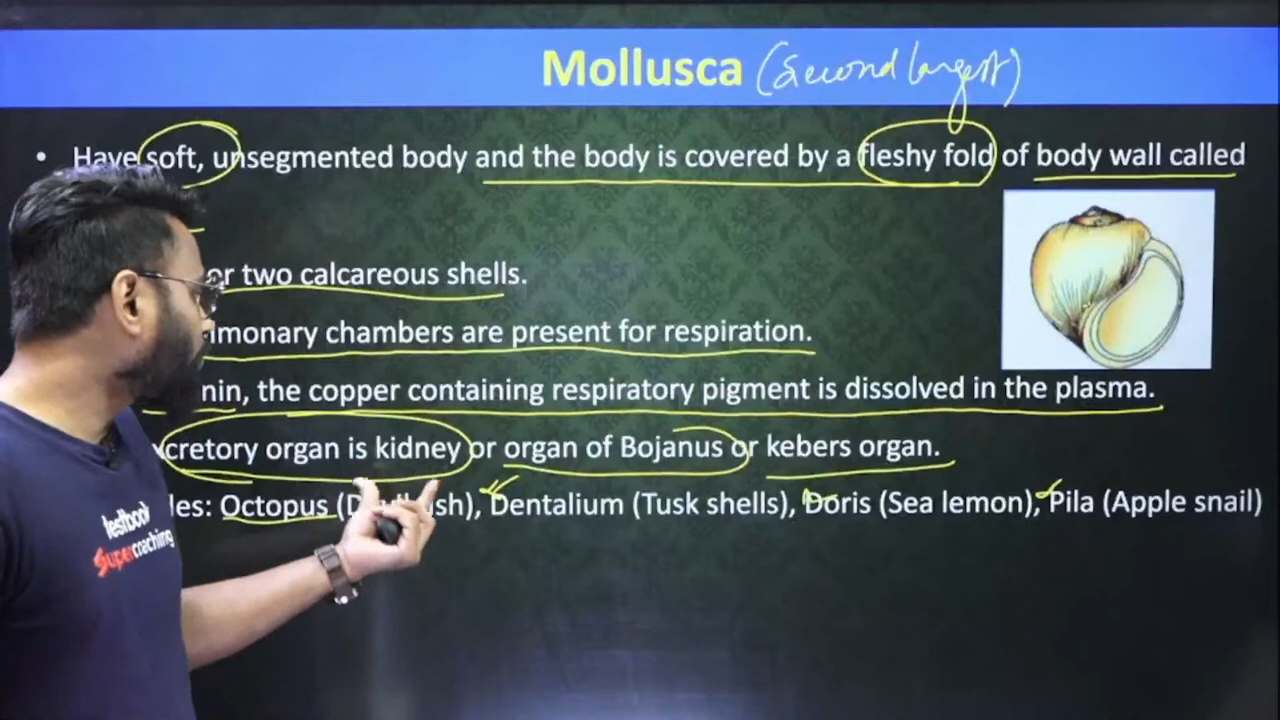 Mollusca (Second largest)
• Have soft, unsegmented body and the body is covered by a fleshy fold of body wall called
or two calcareous shells.
lmonary chambers are present for respiration.
nin, the copper containing respiratory pigment is dissolved in the plasma.
cretory organ is kidney or organ of Bojanus or kebers organ.
les: Octopus (Dev sh), Dentalium (Tusk shells), Doris (Sea lemon), Pila (Apple snail)
testbook
Supercoaching